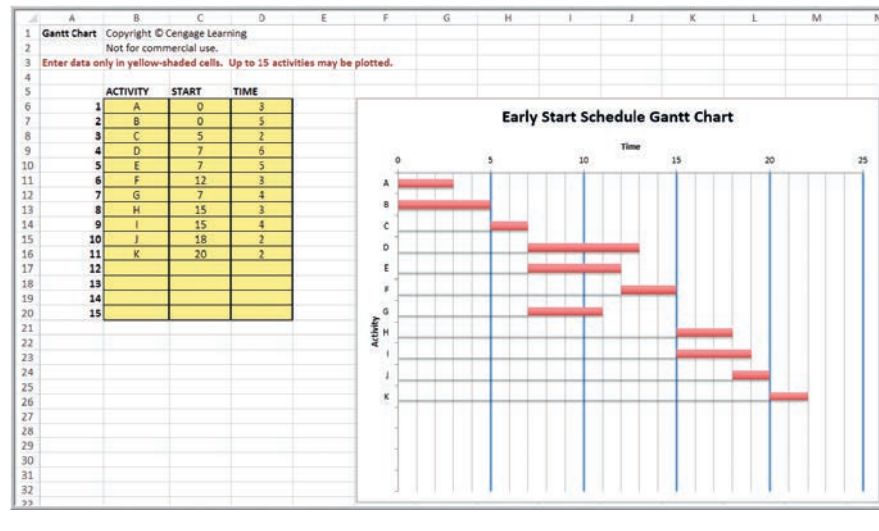 A B C D E F G H I J K L M N
1 Gantt Chart Copyright © Cengage Learning
2 Not for commercial use.
3 Enter data only in yellow-shaded cells. Up to 15 activities may be plotted.
4
5 ACTIVITY START TIME
6 1 A 0 3
7 2 B 0 5
8 3 C 5 2
9 4 D 7 6
10 5 E 7 5
11 6 F 12 3
12 7 G 7 4
13 8 H 15 3
14 9 I 15 4
15 10 J 18 2
16 11 K 20 2
17 12
18 13
19 14
20 15
21
22
23
24
25
26
27
28
29
30
31
32
33
Early Start Schedule Gantt Chart
Time
0 5 10 15 20 25
A
B
C
D
E
F
G
H
I
J
K
Activity